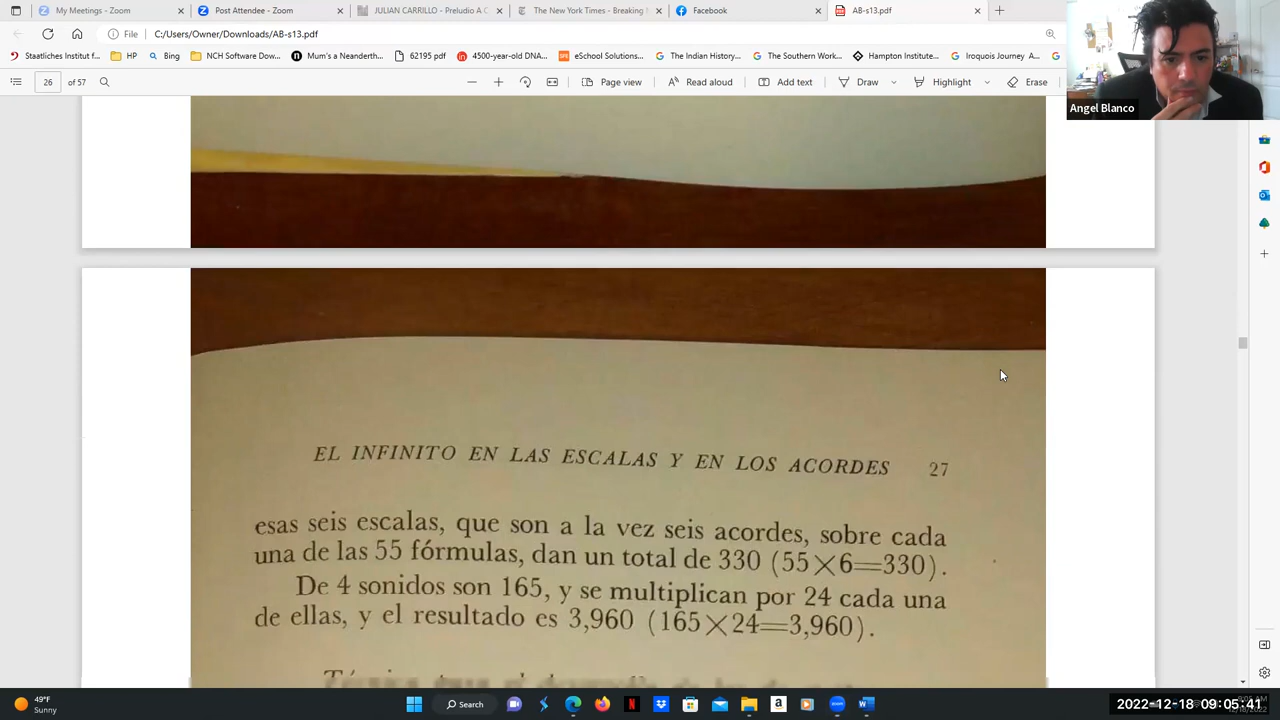 My Meetings - Zoom
Post Attendee - Zoom
JULIAN CARRILLO - Preludio A C
The New York Times - Breaking
Facebook
AB-s13.pdf
File
C:/Users/Owner/Downloads/AB-s13.pdf
Staatliches Institut f...
HP
Bing
NCH Software Dow...
Mum's a Neanderth...
62195 pdf
4500-year-old DNA...
eSchool Solutions...
The Indian History...
The Southern Work...
Hampton Institute...
Iroquois Journey A...
26 of 57
Page view
Read aloud
Add text
Draw
Highlight
Erase
Angel Blanco
EL INFINITO EN LAS ESCALAS Y EN LOS ACORDES 27
esas seis escalas, que son a la vez seis acordes, sobre cada
una de las 55 fórmulas, dan un total de 330 (55×6=330).
De 4 sonidos son 165, y se multiplican por 24 cada una
de ellas, y el resultado es 3,960 (165×24=3,960).
49°F
Sunny
Search
2022-12-18 09:05:41